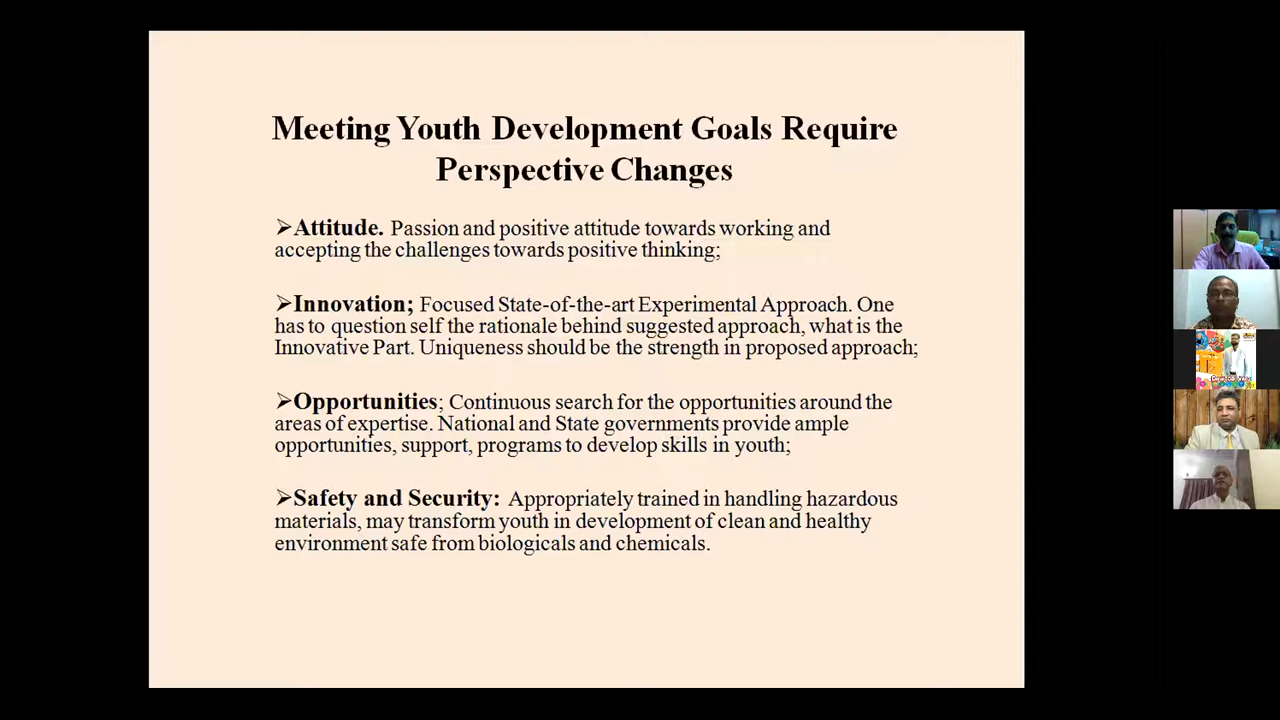 Meeting Youth Development Goals Require
Perspective Changes
➢Attitude. Passion and positive attitude towards working and
accepting the challenges towards positive thinking;
➢Innovation; Focused State-of-the-art Experimental Approach. One
has to question self the rationale behind suggested approach, what is the
Innovative Part. Uniqueness should be the strength in proposed approach;
➢Opportunities; Continuous search for the opportunities around the
areas of expertise. National and State governments provide ample
opportunities, support, programs to develop skills in youth;
➢Safety and Security: Appropriately trained in handling hazardous
materials, may transform youth in development of clean and healthy
environment safe from biologicals and chemicals.